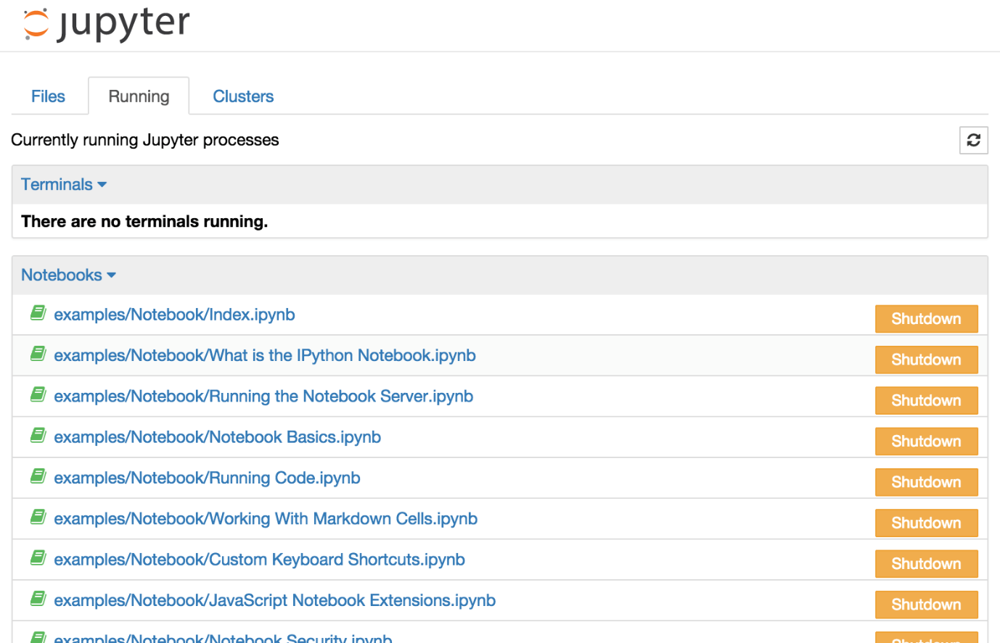 jupyter
Files Running Clusters
Currently running Jupyter processes
Terminals
There are no terminals running.
Notebooks
examples/Notebook/Index.ipynb Shutdown
examples/Notebook/What is the IPython Notebook.ipynb Shutdown
examples/Notebook/Running the Notebook Server.ipynb Shutdown
examples/Notebook/Notebook Basics.ipynb Shutdown
examples/Notebook/Running Code.ipynb Shutdown
examples/Notebook/Working With Markdown Cells.ipynb Shutdown
examples/Notebook/Custom Keyboard Shortcuts.ipynb Shutdown
examples/Notebook/JavaScript Notebook Extensions.ipynb Shutdown
examples/Notebook/Notebook Security.ipynb Shutdown